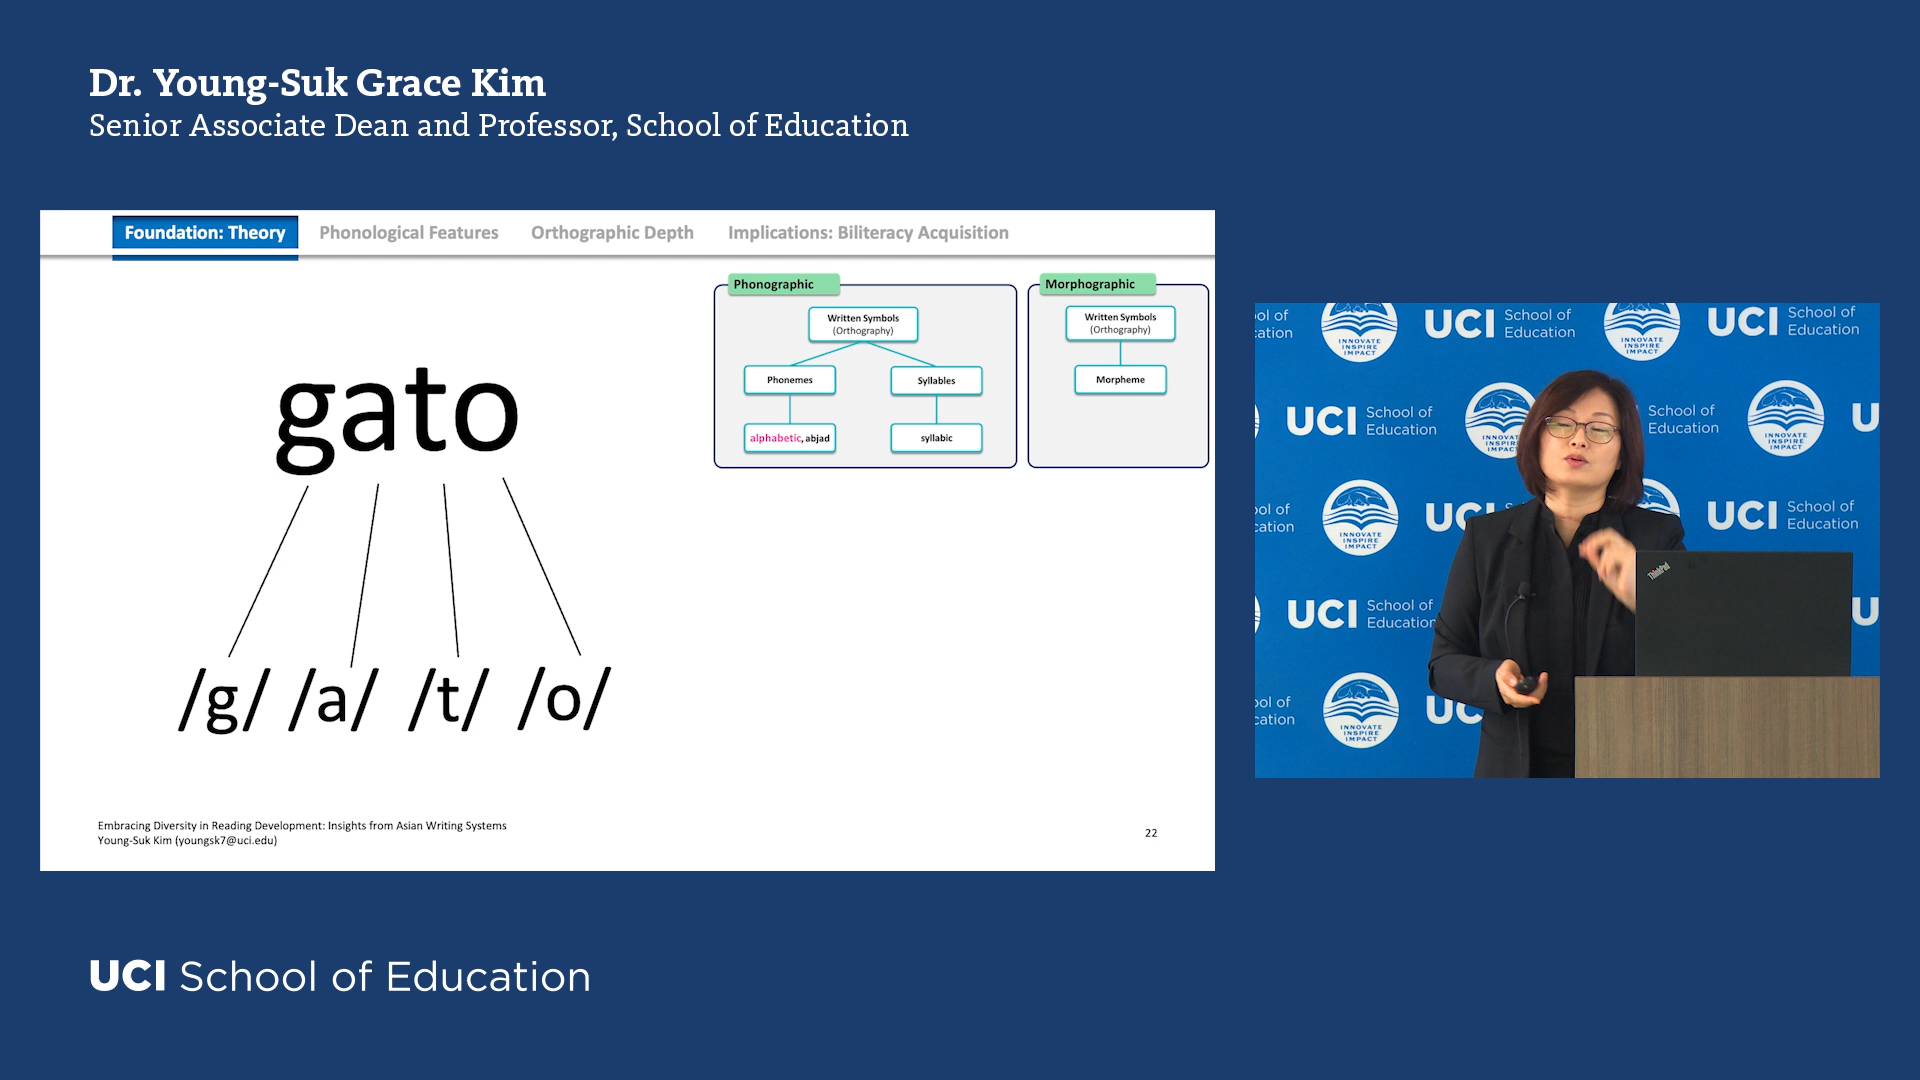 Dr. Young-Suk Grace Kim
Senior Associate Dean and Professor, School of Education
Foundation: Theory
Phonological Features
Orthographic Depth
Implications: Biliteracy Acquisition
gato
/g/ /a/ /t/ /o/
Phonographic
Written Symbols
(Orthography)
Phonemes
Syllables
alphabetic, abjad
syllabic
Morphographic
Written Symbols
(Orthography)
Morpheme
Embracing Diversity in Reading Development: Insights from Asian Writing Systems
Young-Suk Kim (youngsk7@uci.edu)
22
UCI School of Education
INNOVATE
INSPIRE
IMPACT
UCI School of
Education
ThinkPad
UCI School of Education